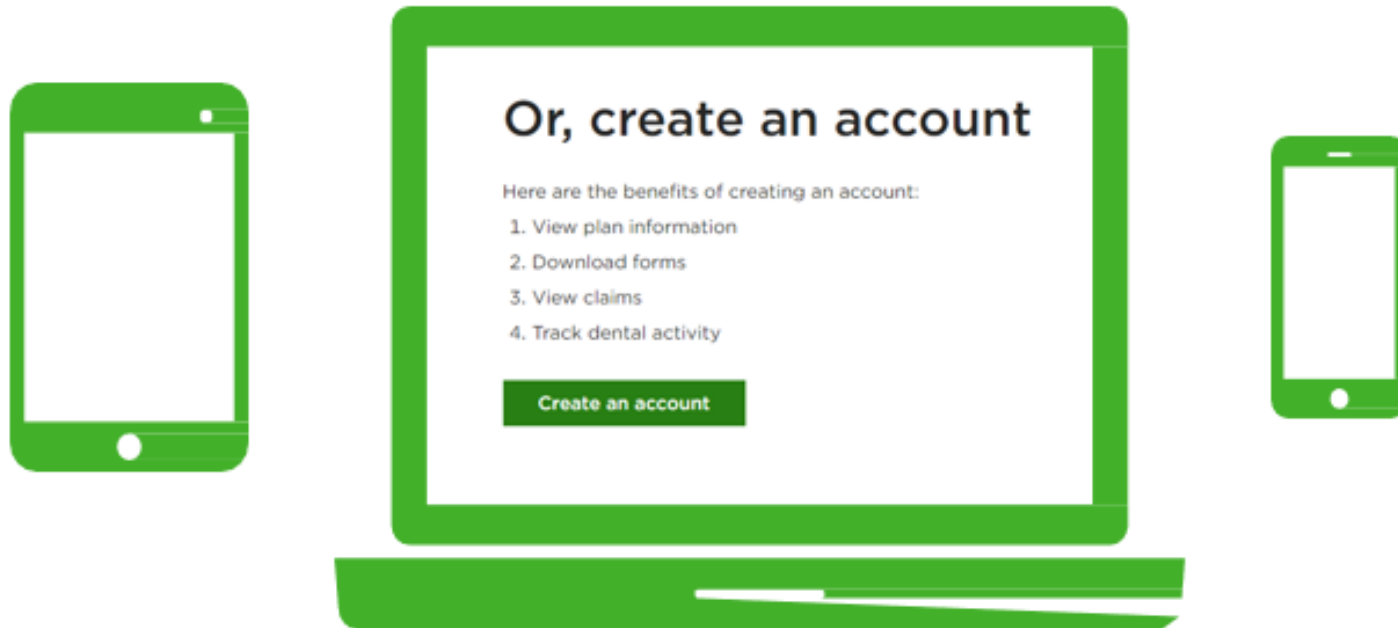 Or, create an account
Here are the benefits of creating an account:
1. View plan information
2. Download forms
3. View claims
4. Track dental activity
Create an account